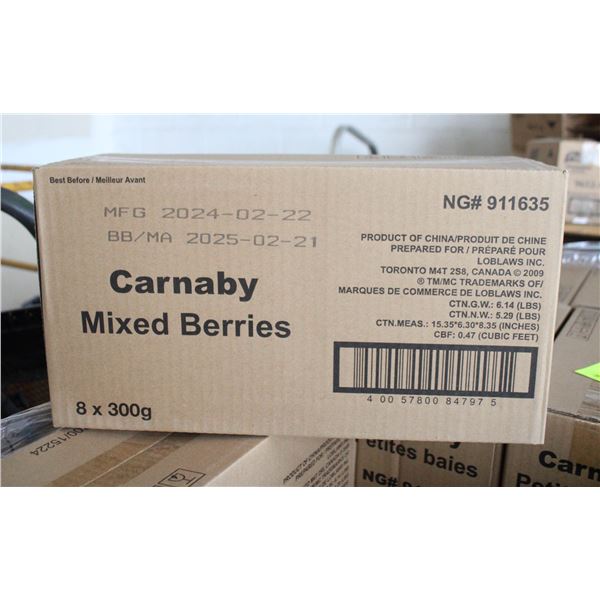 Best Before / Meilleur Avant
MFG 2024-02-22
BB/MA 2025-02-21
Carnaby
Mixed Berries
8 x 300g
NG# 911635
PRODUCT OF CHINA/PRODUIT DE CHINE
PREPARED FOR / PRÉPARÉ POUR
LOBLAWS INC.
TORONTO M4T 2S8, CANADA © 2009
® TM/MC TRADEMARKS OF/
MARQUES DE COMMERCE DE LOBLAWS INC.
CTN.G.W.: 6.14 (LBS)
CTN.N.W.: 5.29 (LBS)
CTN.MEAS.: 15.35*6.30*8.35 (INCHES)
CBF: 0.47 (CUBIC FEET)
4 00 57800 84797 5
00/15224
Carnaby
etites baies
NG# 9
Carn